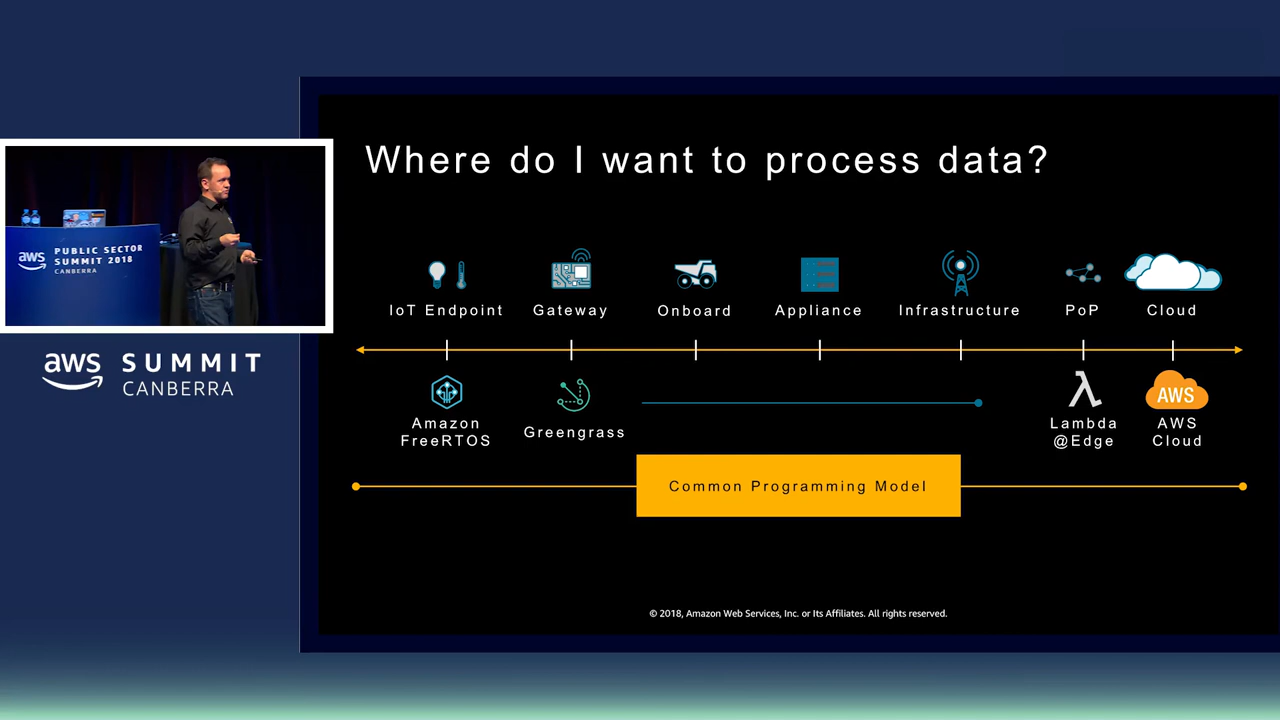 Where do I want to process data?
IoT Endpoint
Gateway
Onboard
Appliance
Infrastructure
PoP
Cloud
Amazon
FreeRTOS
Greengrass
Lambda
@Edge
AWS
AWS
Cloud
Common Programming Model
© 2018, Amazon Web Services, Inc. or Its Affiliates. All rights reserved.
aws
PUBLIC SECTOR
SUMMIT 2018
CANBERRA
aws SUMMIT
CANBERRA